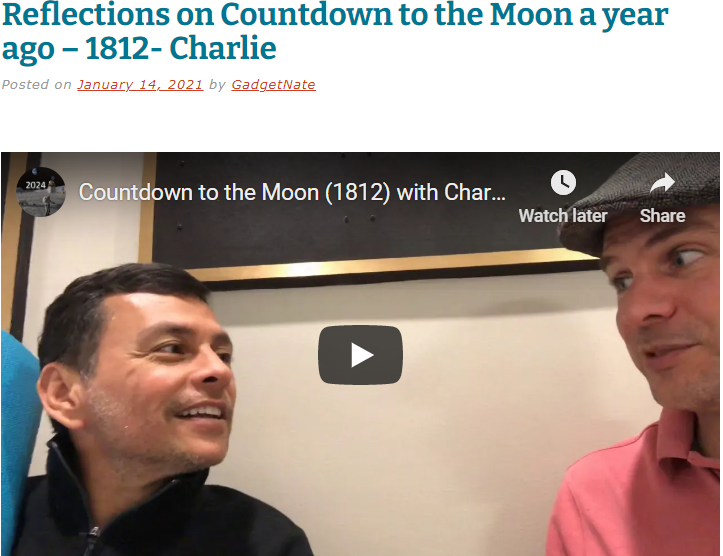 Reflections on Countdown to the Moon a year
ago – 1812- Charlie
Posted on January 14, 2021 by GadgetNate
2024
Countdown to the Moon (1812) with Char...
Watch later
Share